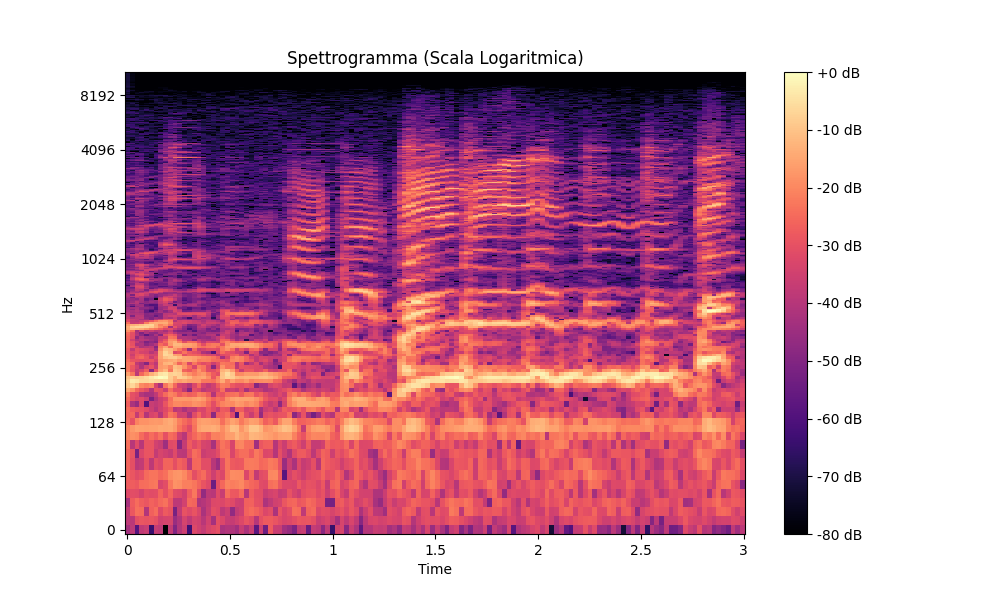 Spettrogramma (Scala Logaritmica)
Hz
8192
4096
2048
1024
512
256
128
64
0
0 0.5 1 1.5 2 2.5 3
Time
+0 dB
-10 dB
-20 dB
-30 dB
-40 dB
-50 dB
-60 dB
-70 dB
-80 dB